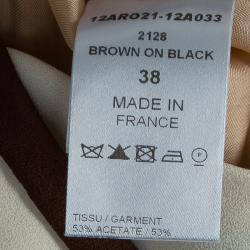 12ARO21-12A033
2128
BROWN ON BLACK
38
MADE IN
FRANCE
TISSU / GARMENT
53% ACETATE / 53%